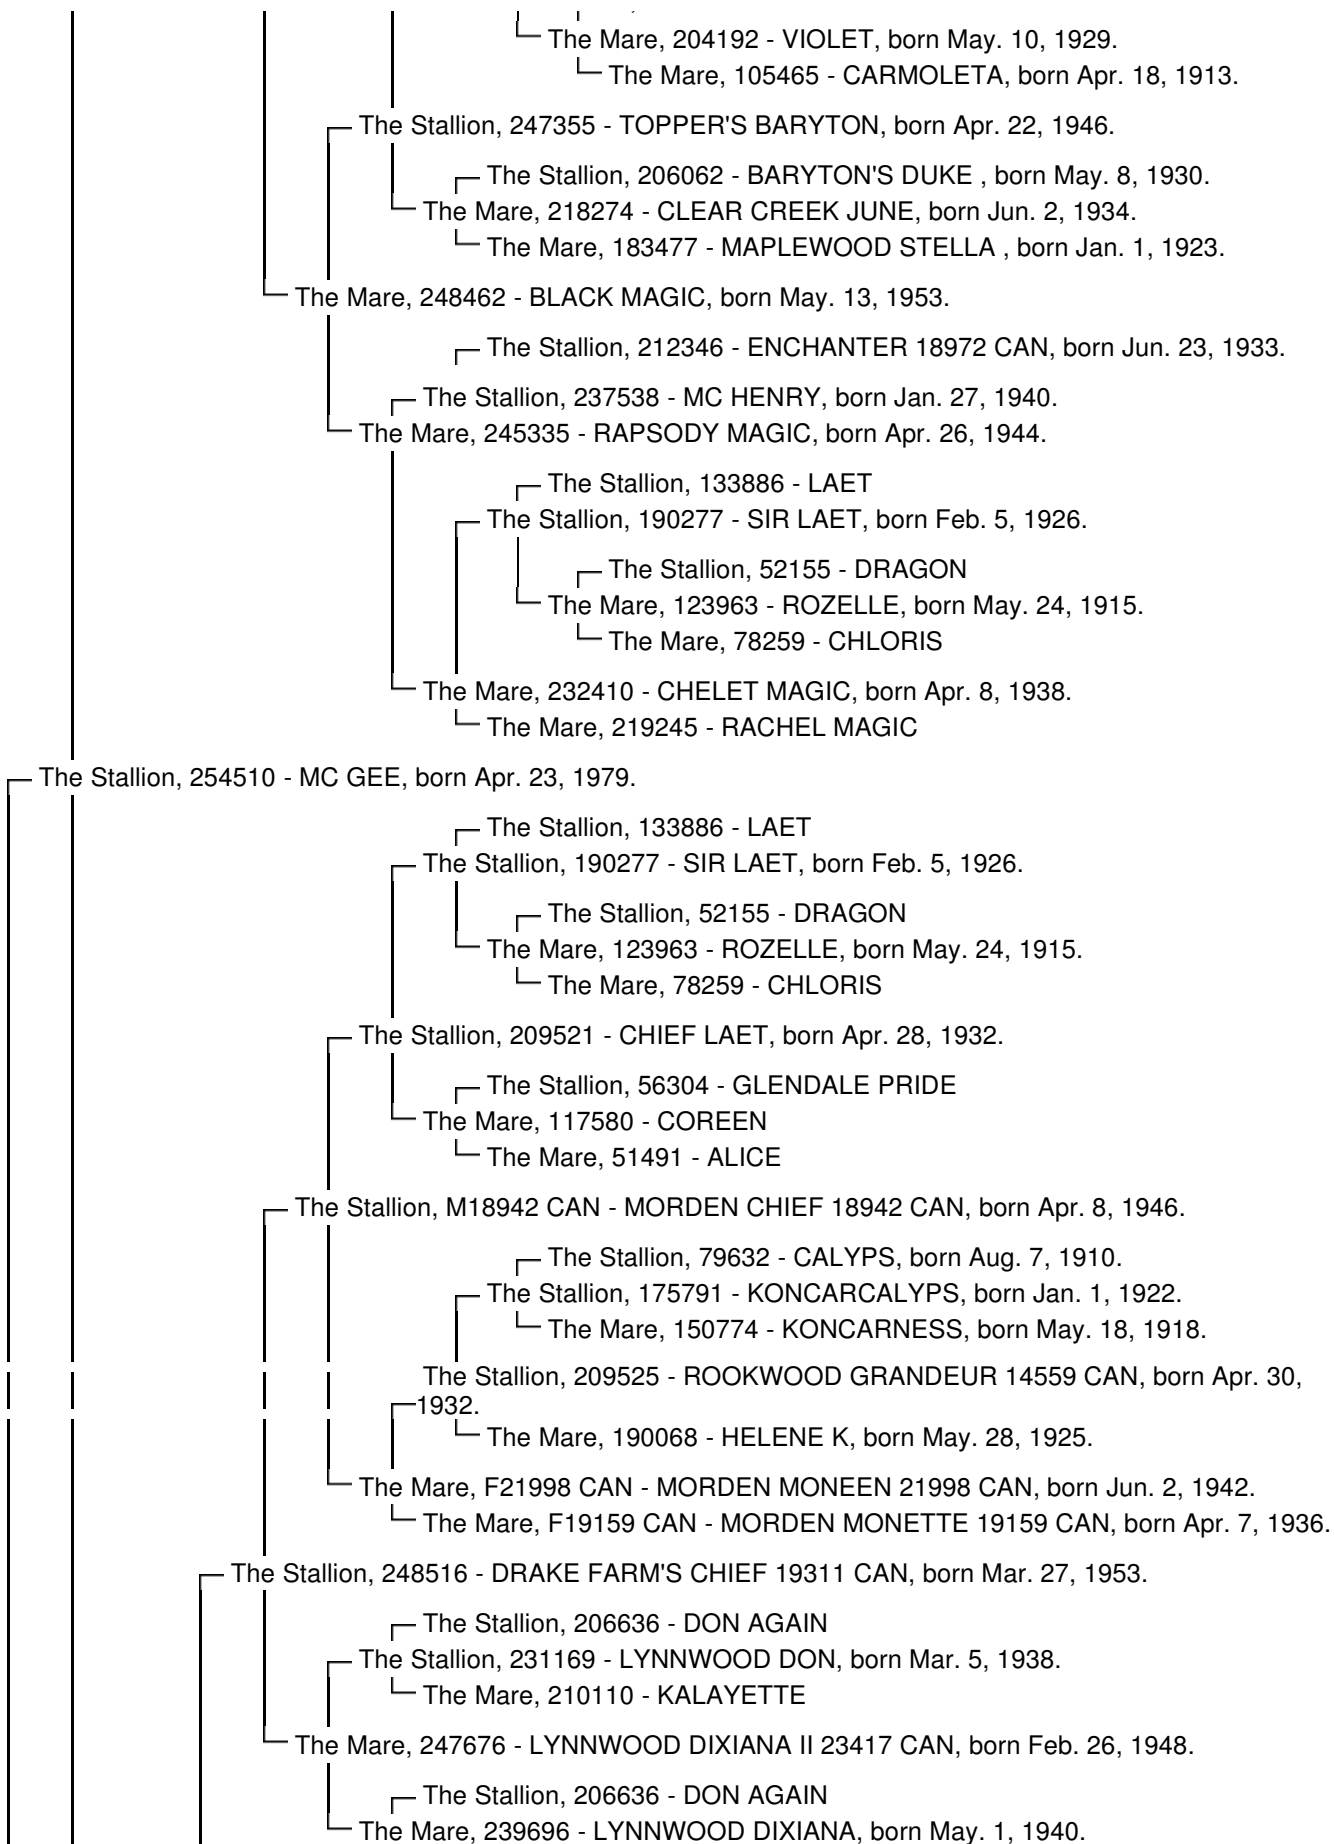 The Mare, 204192 - VIOLET, born May. 10, 1929.
The Mare, 105465 - CARMOLETA, born Apr. 18, 1913.
The Stallion, 247355 - TOPPER'S BARYTON, born Apr. 22, 1946.
The Stallion, 206062 - BARYTON'S DUKE , born May. 8, 1930.
The Mare, 218274 - CLEAR CREEK JUNE, born Jun. 2, 1934.
The Mare, 183477 - MAPLEWOOD STELLA , born Jan. 1, 1923.
The Mare, 248462 - BLACK MAGIC, born May. 13, 1953.
The Stallion, 212346 - ENCHANTER 18972 CAN, born Jun. 23, 1933.
The Stallion, 237538 - MC HENRY, born Jan. 27, 1940.
The Mare, 245335 - RAPSODY MAGIC, born Apr. 26, 1944.
The Stallion, 133886 - LAET
The Stallion, 190277 - SIR LAET, born Feb. 5, 1926.
The Stallion, 52155 - DRAGON
The Mare, 123963 - ROZELLE, born May. 24, 1915.
The Mare, 78259 - CHLORIS
The Mare, 232410 - CHELET MAGIC, born Apr. 8, 1938.
The Mare, 219245 - RACHEL MAGIC
The Stallion, 254510 - MC GEE, born Apr. 23, 1979.
The Stallion, 133886 - LAET
The Stallion, 190277 - SIR LAET, born Feb. 5, 1926.
The Stallion, 52155 - DRAGON
The Mare, 123963 - ROZELLE, born May. 24, 1915.
The Mare, 78259 - CHLORIS
The Stallion, 209521 - CHIEF LAET, born Apr. 28, 1932.
The Stallion, 56304 - GLENDALE PRIDE
The Mare, 117580 - COREEN
The Mare, 51491 - ALICE
The Stallion, M18942 CAN - MORDEN CHIEF 18942 CAN, born Apr. 8, 1946.
The Stallion, 79632 - CALYPS, born Aug. 7, 1910.
The Stallion, 175791 - KONCARCALYPS, born Jan. 1, 1922.
The Mare, 150774 - KONCARNESS, born May. 18, 1918.
The Stallion, 209525 - ROOKWOOD GRANDEUR 14559 CAN, born Apr. 30,
1932.
The Mare, 190068 - HELENE K, born May. 28, 1925.
The Mare, F21998 CAN - MORDEN MONEEN 21998 CAN, born Jun. 2, 1942.
The Mare, F19159 CAN - MORDEN MONETTE 19159 CAN, born Apr. 7, 1936.
The Stallion, 248516 - DRAKE FARM'S CHIEF 19311 CAN, born Mar. 27, 1953.
The Stallion, 206636 - DON AGAIN
The Stallion, 231169 - LYNNWOOD DON, born Mar. 5, 1938.
The Mare, 210110 - KALAYETTE
The Mare, 247676 - LYNNWOOD DIXIANA II 23417 CAN, born Feb. 26, 1948.
The Stallion, 206636 - DON AGAIN
The Mare, 239696 - LYNNWOOD DIXIANA, born May. 1, 1940.